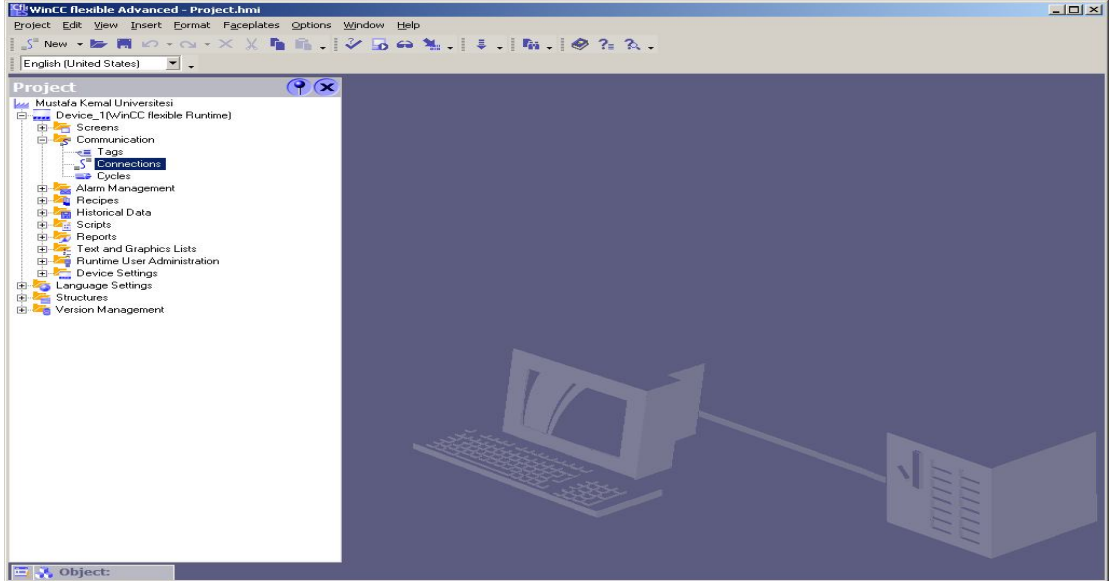 WinCC flexible Advanced - Project.hmi
Project Edit View Insert Format Faceplates Options Window Help
New
English (United States)
Project
Mustafa Kemal Universitesi
Device_1(WinCC flexible Runtime)
Screens
Communication
Tags
Connections
Cycles
Alarm Management
Recipes
Historical Data
Scripts
Reports
Text and Graphics Lists
Runtime User Administration
Device Settings
Language Settings
Structures
Version Management
Object: